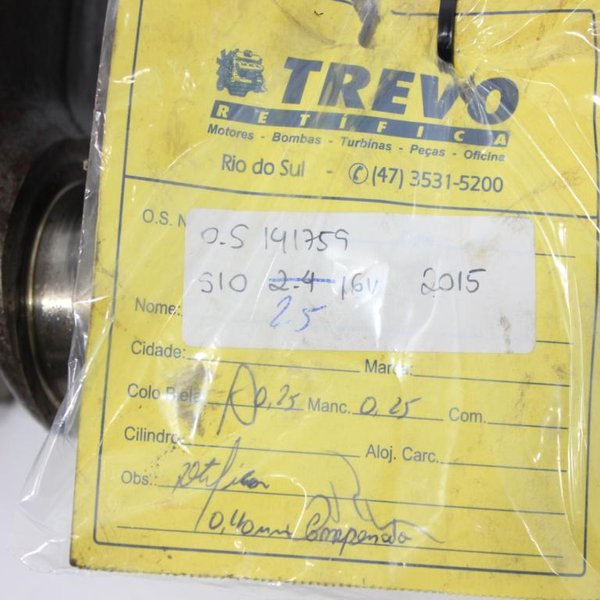 TREVO
RETÍFICA
Motores - Bombas - Turbinas - Peças - Oficina
Rio do Sul - (47) 3531-5200
O.S. N
O.S 141759
S10 2.4 16V 2015
2.5
Nome:
Cidade: Marca:
Colo Biela: 0,25 Manc. 0,25 Com.
Cilindro: Aloj. Carc.
Obs.: Retificar
0,40mm Compensada